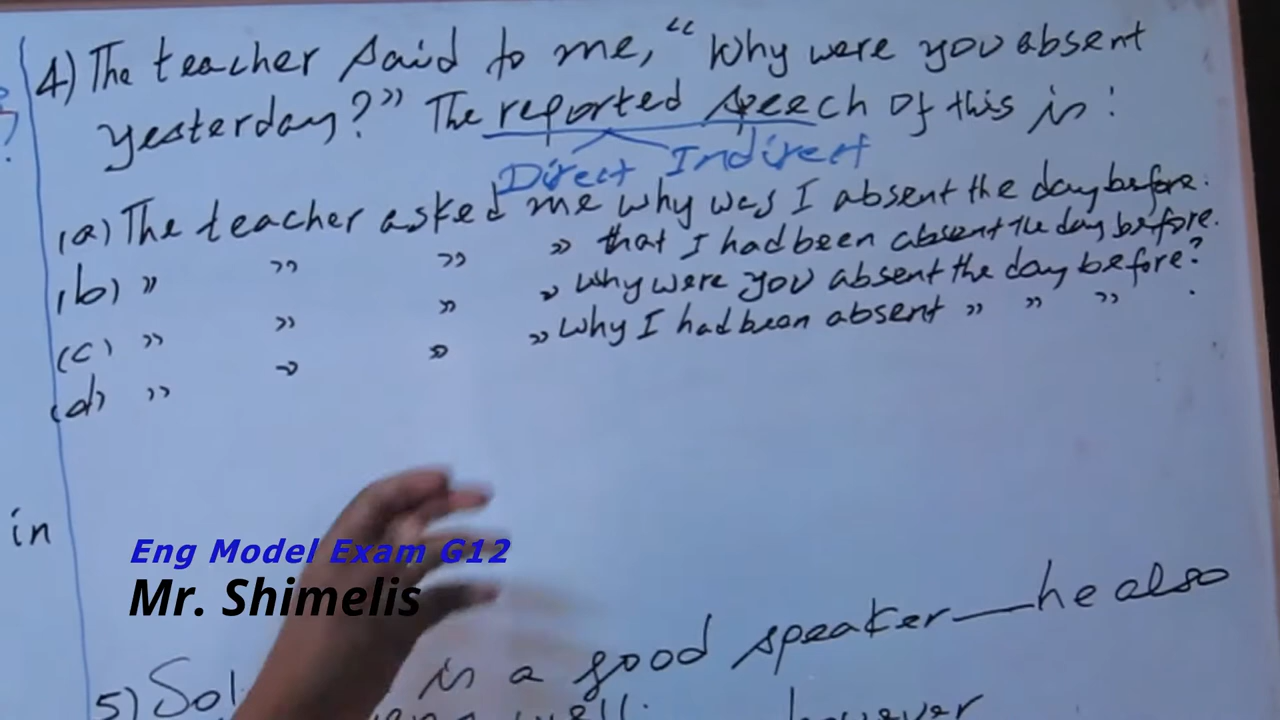 4) The teacher said to me, “Why were you absent
yesterday?” The reported speech of this is:
Direct Indirect
(a) The teacher asked me why was I absent the day before.
(b) " " " " that I had been absent the day before.
(c) " " " " why were you absent the day before?
(d) " " " " why I had been absent " " " .
in
Eng Model Exam G12
Mr. Shimelis
5) Sol is a good speaker he also
well. however